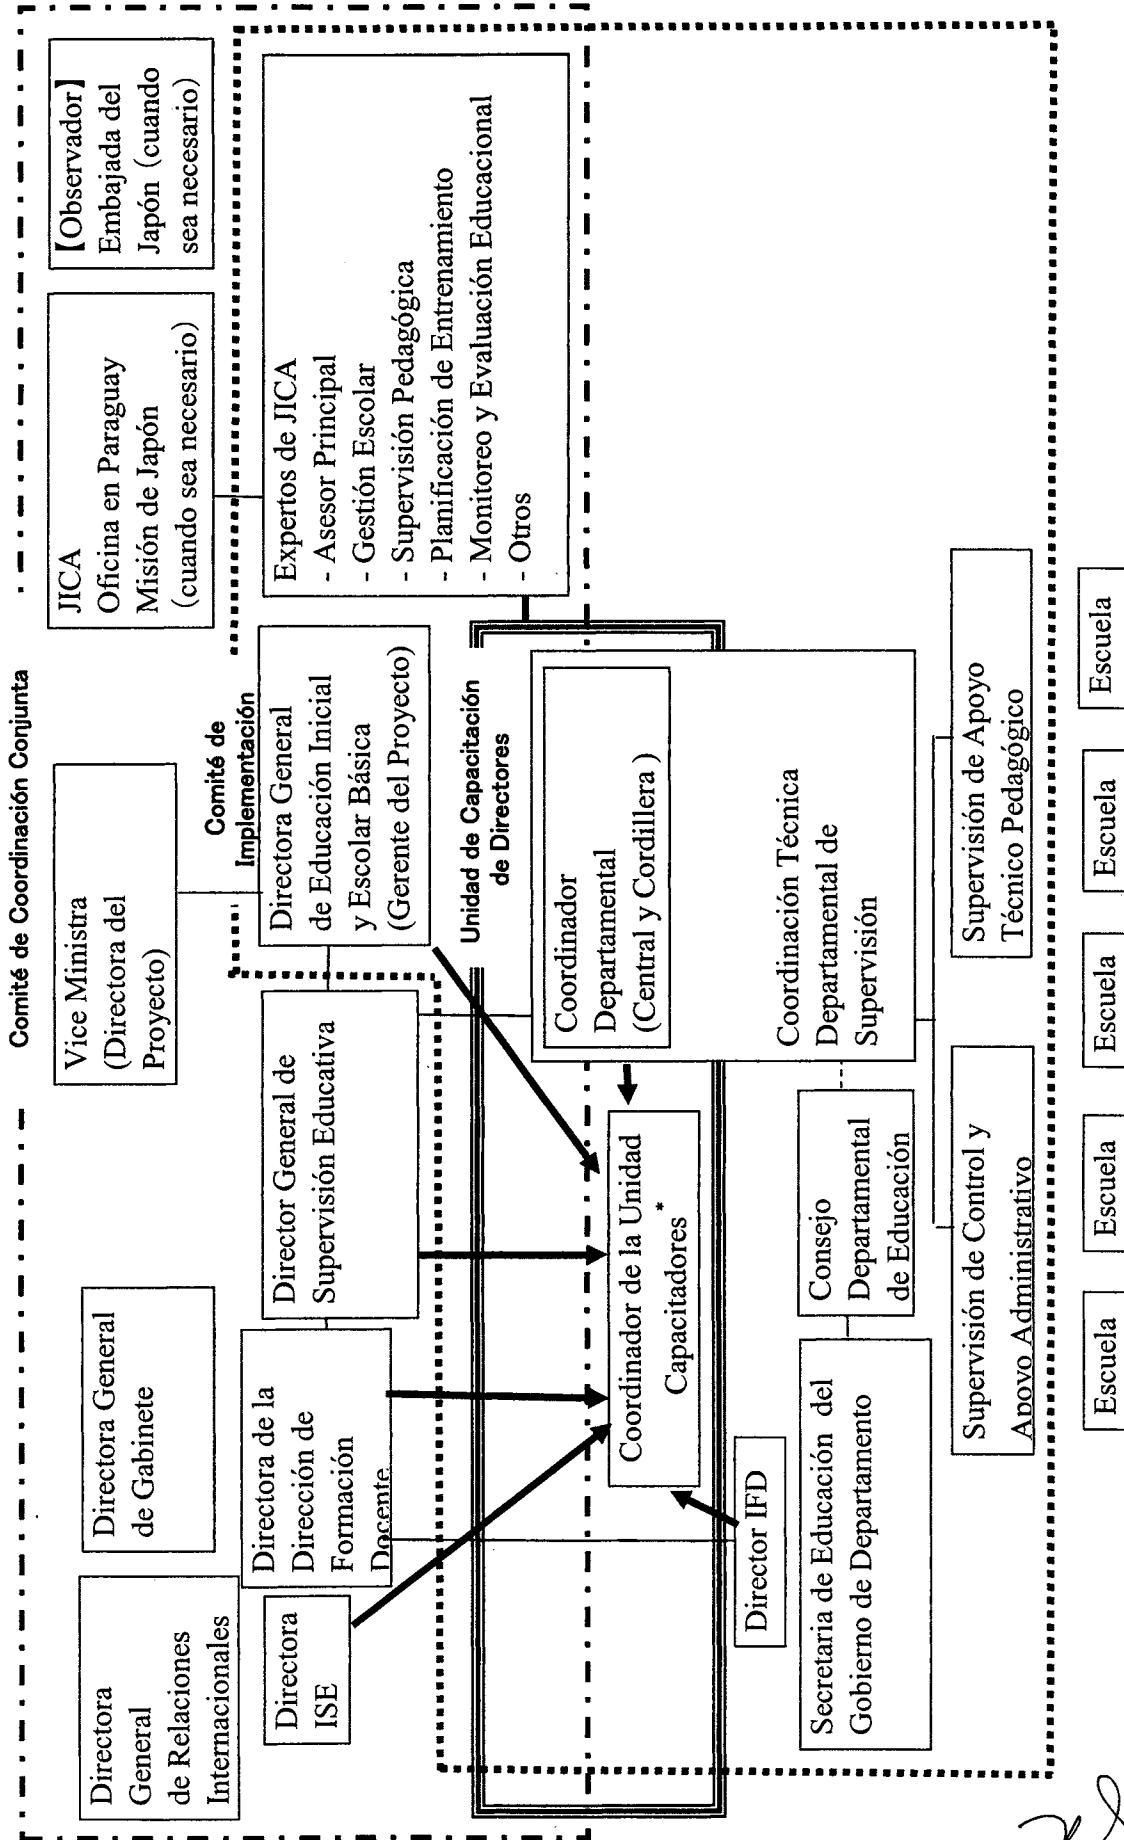 Comité de Coordinación Conjunta
Directora
General
de Relaciones
Internacionales
Directora General
de Gabinete
Vice Ministra
(Directora del
Proyecto)
JICA
Oficina en Paraguay
Misión de Japón
(cuando sea necesario)
【Observador】
Embajada del
Japón (cuando
sea necesario)
Comité de
Implementación
Directora
ISE
Directora de la
Dirección de
Formación
Docente
Director General de
Supervisión Educativa
Directora General
de Educación Inicial
y Escolar Básica
(Gerente del Proyecto)
Expertos de JICA
- Asesor Principal
- Gestión Escolar
- Supervisión Pedagógica
- Planificación de Entrenamiento
- Monitoreo y Evaluación Educacional
- Otros
Unidad de Capacitación
de Directores
Coordinador de la Unidad
Capacitadores*
Coordinador
Departamental
(Central y Cordillera )
Coordinación Técnica
Departamental de
Supervisión
Director IFD
Secretaria de Educación del
Gobierno de Departamento
Consejo
Departamental
de Educación
Supervisión de Control y
Apoyo Administrativo
Supervisión de Apoyo
Técnico Pedagógico
Escuela
Escuela
Escuela
Escuela
Escuela